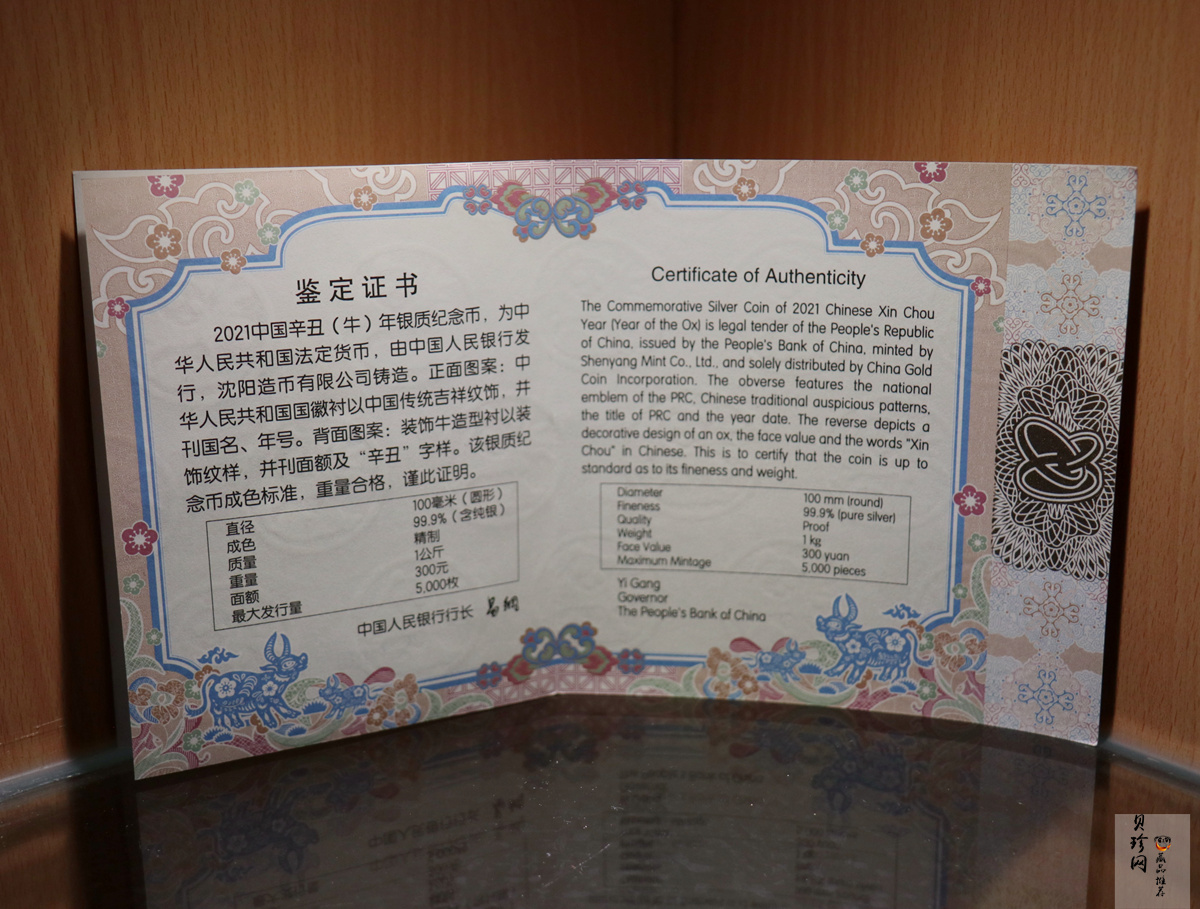 鉴定证书
2021中国辛丑（牛）年银质纪念币，为中
华人民共和国法定货币，由中国人民银行发
行，沈阳造币有限公司铸造。正面图案：中
华人民共和国国徽衬以中国传统吉祥纹饰，并
刊国名、年号。背面图案：装饰牛造型衬以装
饰纹样，并刊面额及“辛丑”字样。该银质纪
念币成色标准，重量合格，谨此证明。
直径 100毫米（圆形）
成色 99.9%（含纯银）
质量 精制
重量 1公斤
面额 300元
最大发行量 5,000枚
中国人民银行行长 易纲
Certificate of Authenticity
The Commemorative Silver Coin of 2021 Chinese Xin Chou
Year (Year of the Ox) is legal tender of the People's Republic
of China, issued by the People's Bank of China, minted by
Shenyang Mint Co., Ltd., and solely distributed by China Gold
Coin Incorporation. The obverse features the national
emblem of the PRC, Chinese traditional auspicious patterns,
the title of PRC and the year date. The reverse depicts a
decorative design of an ox, the face value and the words "Xin
Chou" in Chinese. This is to certify that the coin is up to
standard as to its fineness and weight.
Diameter 100 mm (round)
Fineness 99.9% (pure silver)
Quality Proof
Weight 1 kg
Face Value 300 yuan
Maximum Mintage 5,000 pieces
Yi Gang
Governor
The People's Bank of China
贝珍网
藏品推荐